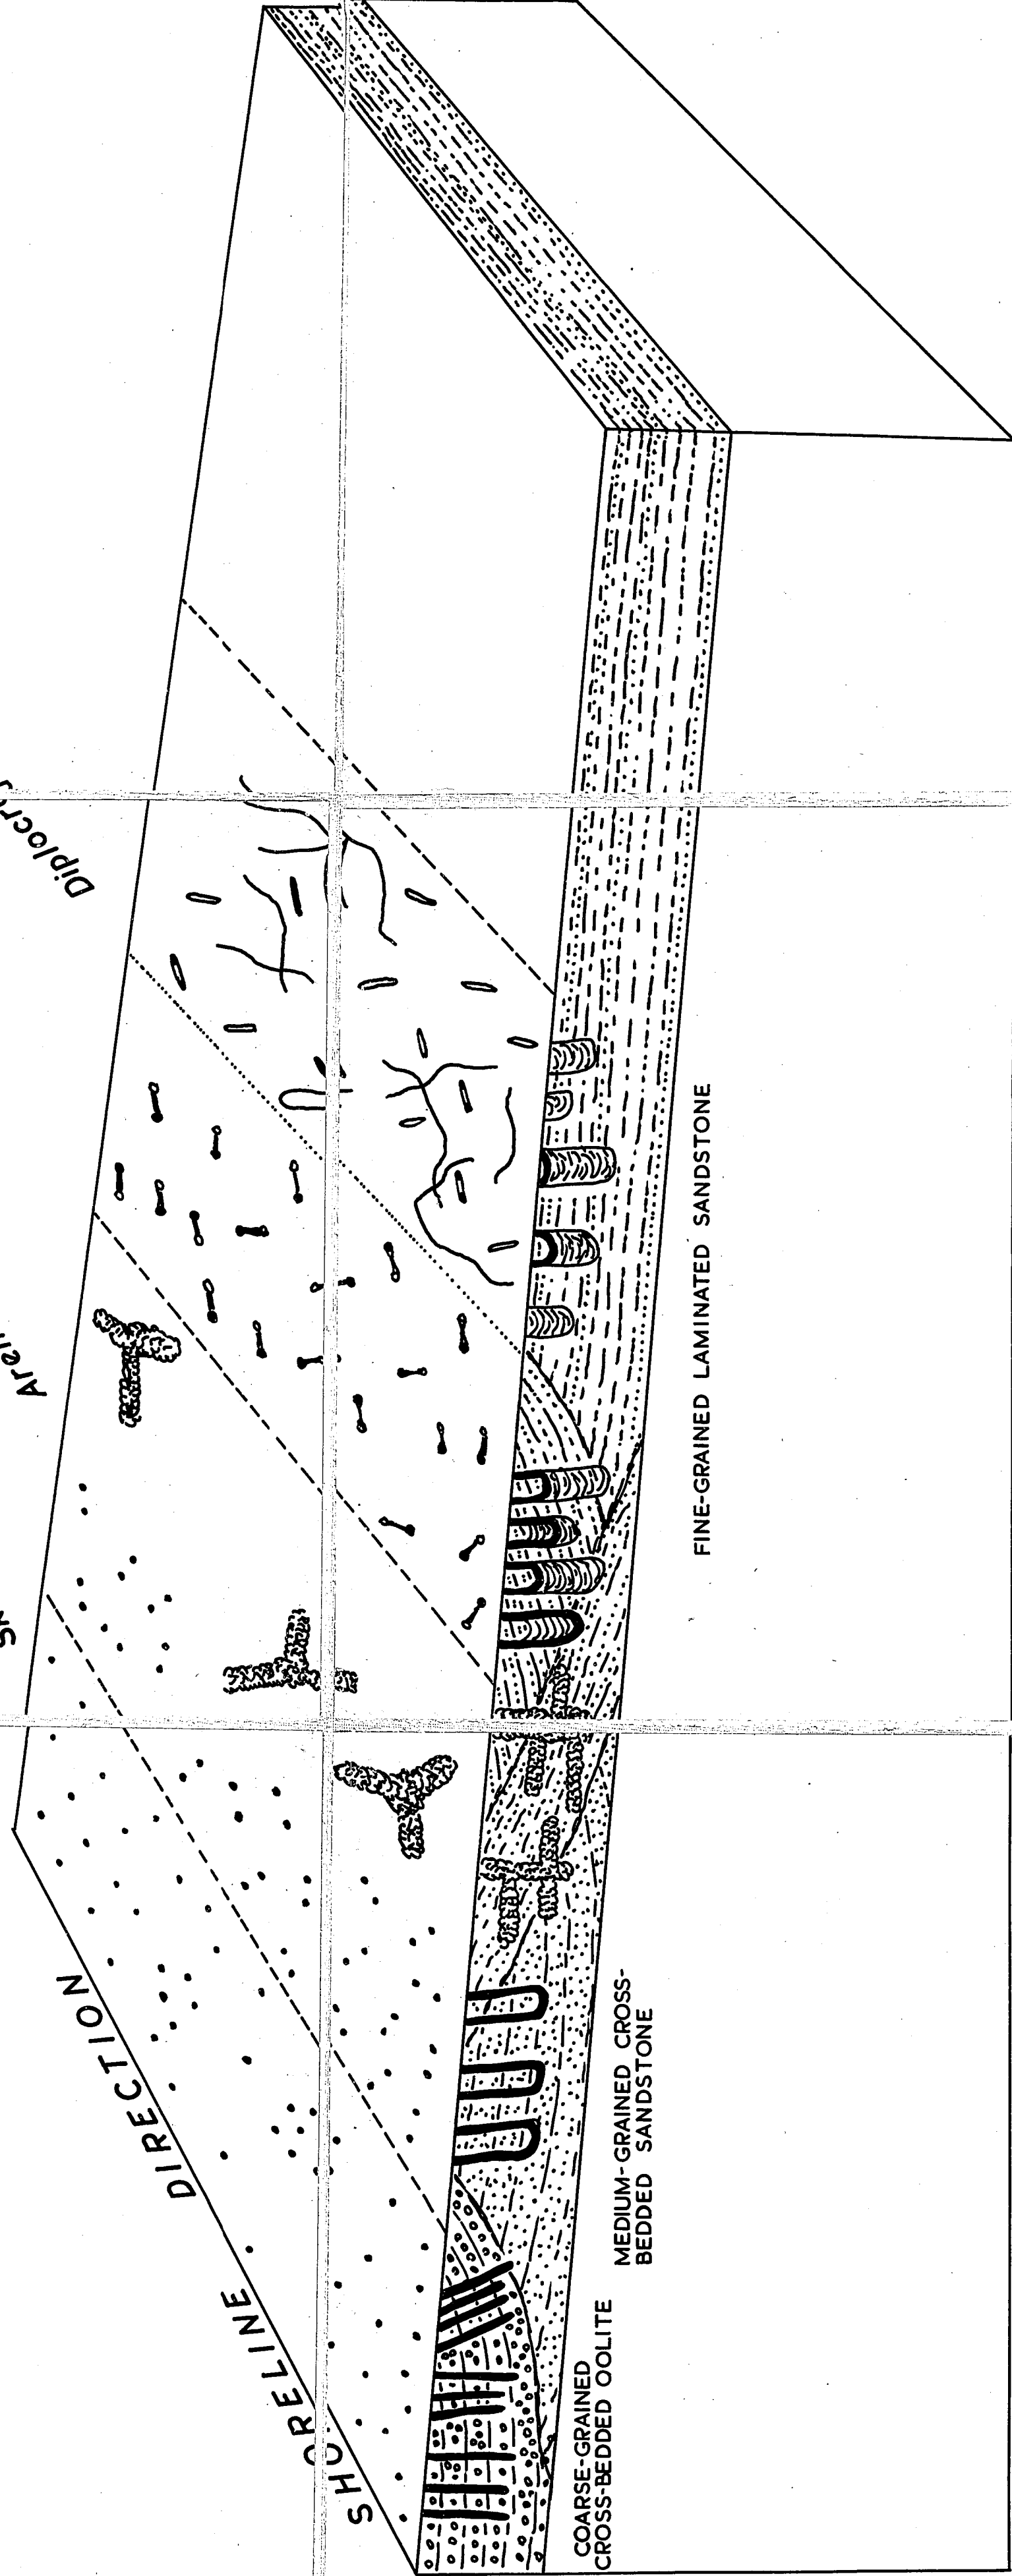 SHORELINE DIRECTION
COARSE-GRAINED
CROSS-BEDDED OOLITE
MEDIUM-GRAINED CROSS-
BEDDED SANDSTONE
FINE-GRAINED LAMINATED SANDSTONE